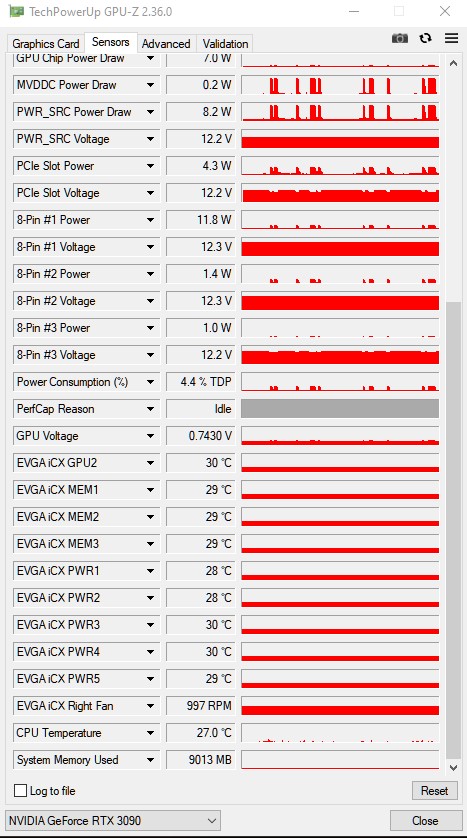 TechPowerUp GPU-Z 2.36.0
Graphics Card Sensors Advanced Validation
GPU Chip Power Draw 7.0 W
MVDDC Power Draw 0.2 W
PWR_SRC Power Draw 8.2 W
PWR_SRC Voltage 12.2 V
PCIe Slot Power 4.3 W
PCIe Slot Voltage 12.2 V
8-Pin #1 Power 11.8 W
8-Pin #1 Voltage 12.3 V
8-Pin #2 Power 1.4 W
8-Pin #2 Voltage 12.3 V
8-Pin #3 Power 1.0 W
8-Pin #3 Voltage 12.2 V
Power Consumption (%) 4.4 % TDP
PerfCap Reason Idle
GPU Voltage 0.7430 V
EVGA iCX GPU2 30 °C
EVGA iCX MEM1 29 °C
EVGA iCX MEM2 29 °C
EVGA iCX MEM3 29 °C
EVGA iCX PWR1 28 °C
EVGA iCX PWR2 28 °C
EVGA iCX PWR3 30 °C
EVGA iCX PWR4 30 °C
EVGA iCX PWR5 29 °C
EVGA iCX Right Fan 997 RPM
CPU Temperature 27.0 °C
System Memory Used 9013 MB
Log to file Reset
NVIDIA GeForce RTX 3090 Close